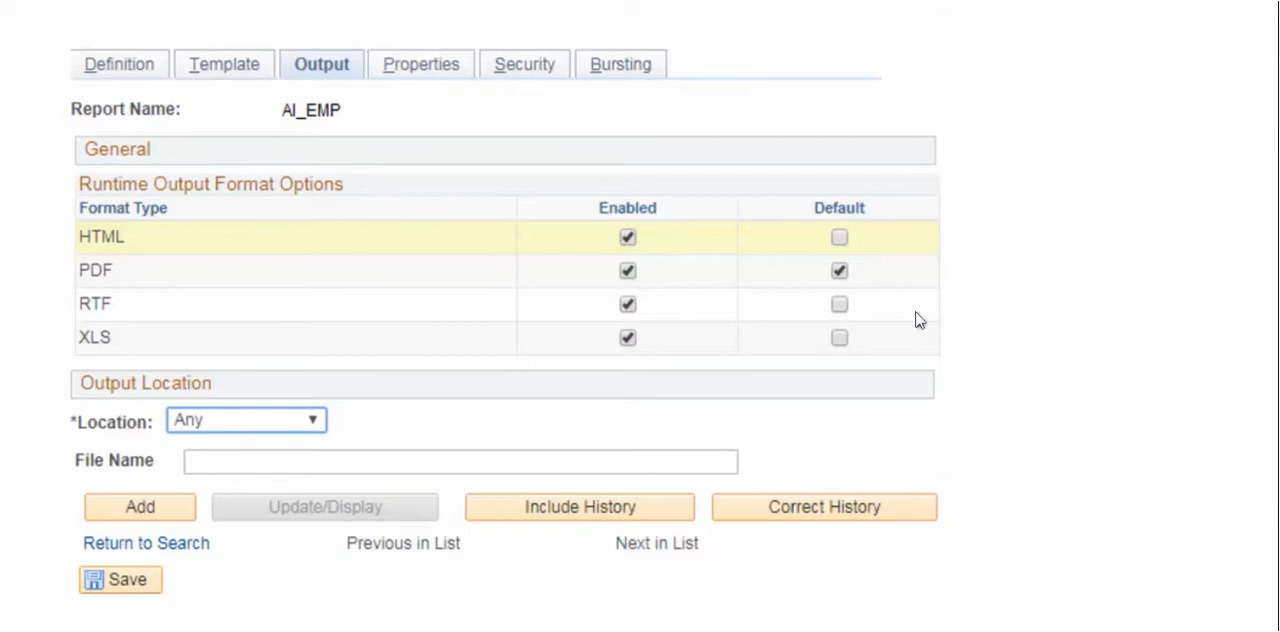 Definition Template Output Properties Security Bursting
Report Name: AI_EMP
General
Runtime Output Format Options
Format Type Enabled Default
HTML
PDF
RTF
XLS
Output Location
*Location: Any
File Name
Add Update/Display Include History Correct History
Return to Search Previous in List Next in List
Save